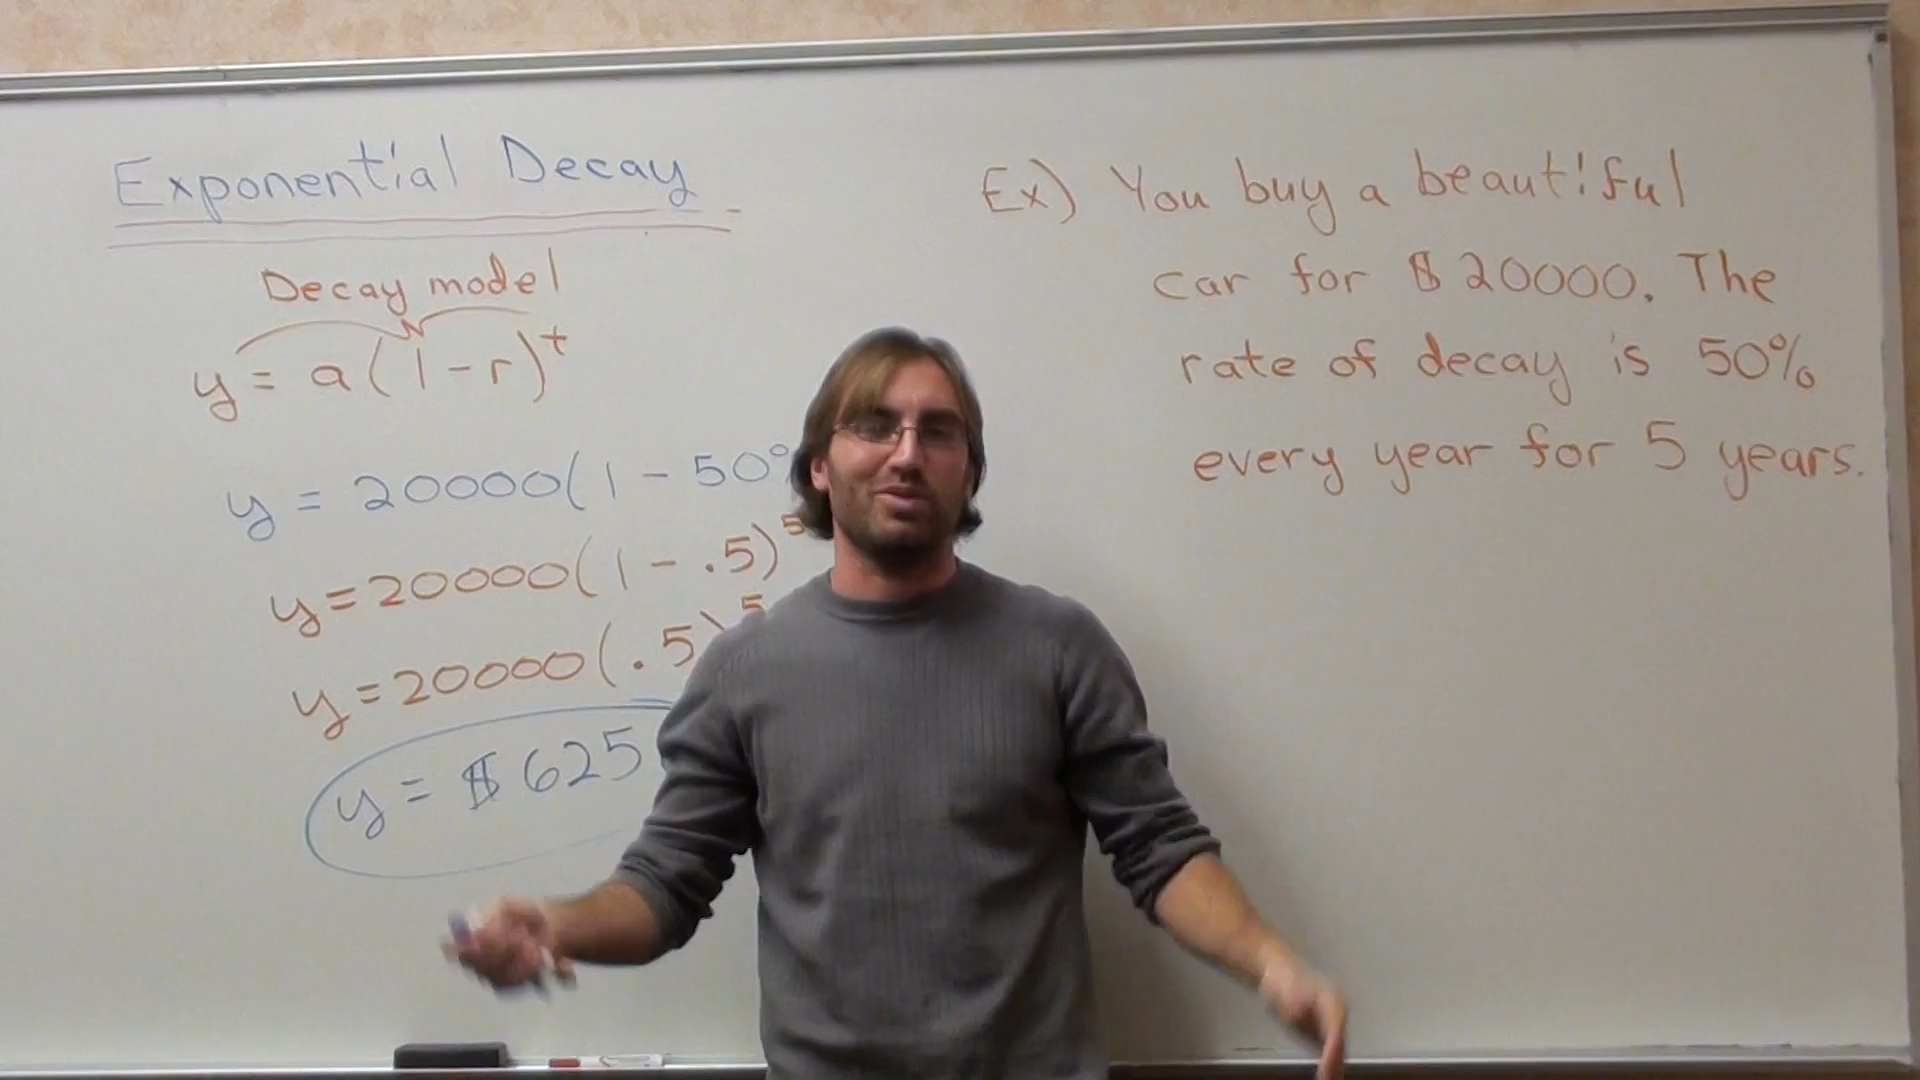 Exponential Decay
Decay model
y = a(1-r)^t
y = 20000(1 - 50%
y = 20000(1 - .5)^5
y = 20000(.5)^5
y = $625
Ex) You buy a beautiful
car for $20000. The
rate of decay is 50%
every year for 5 years.